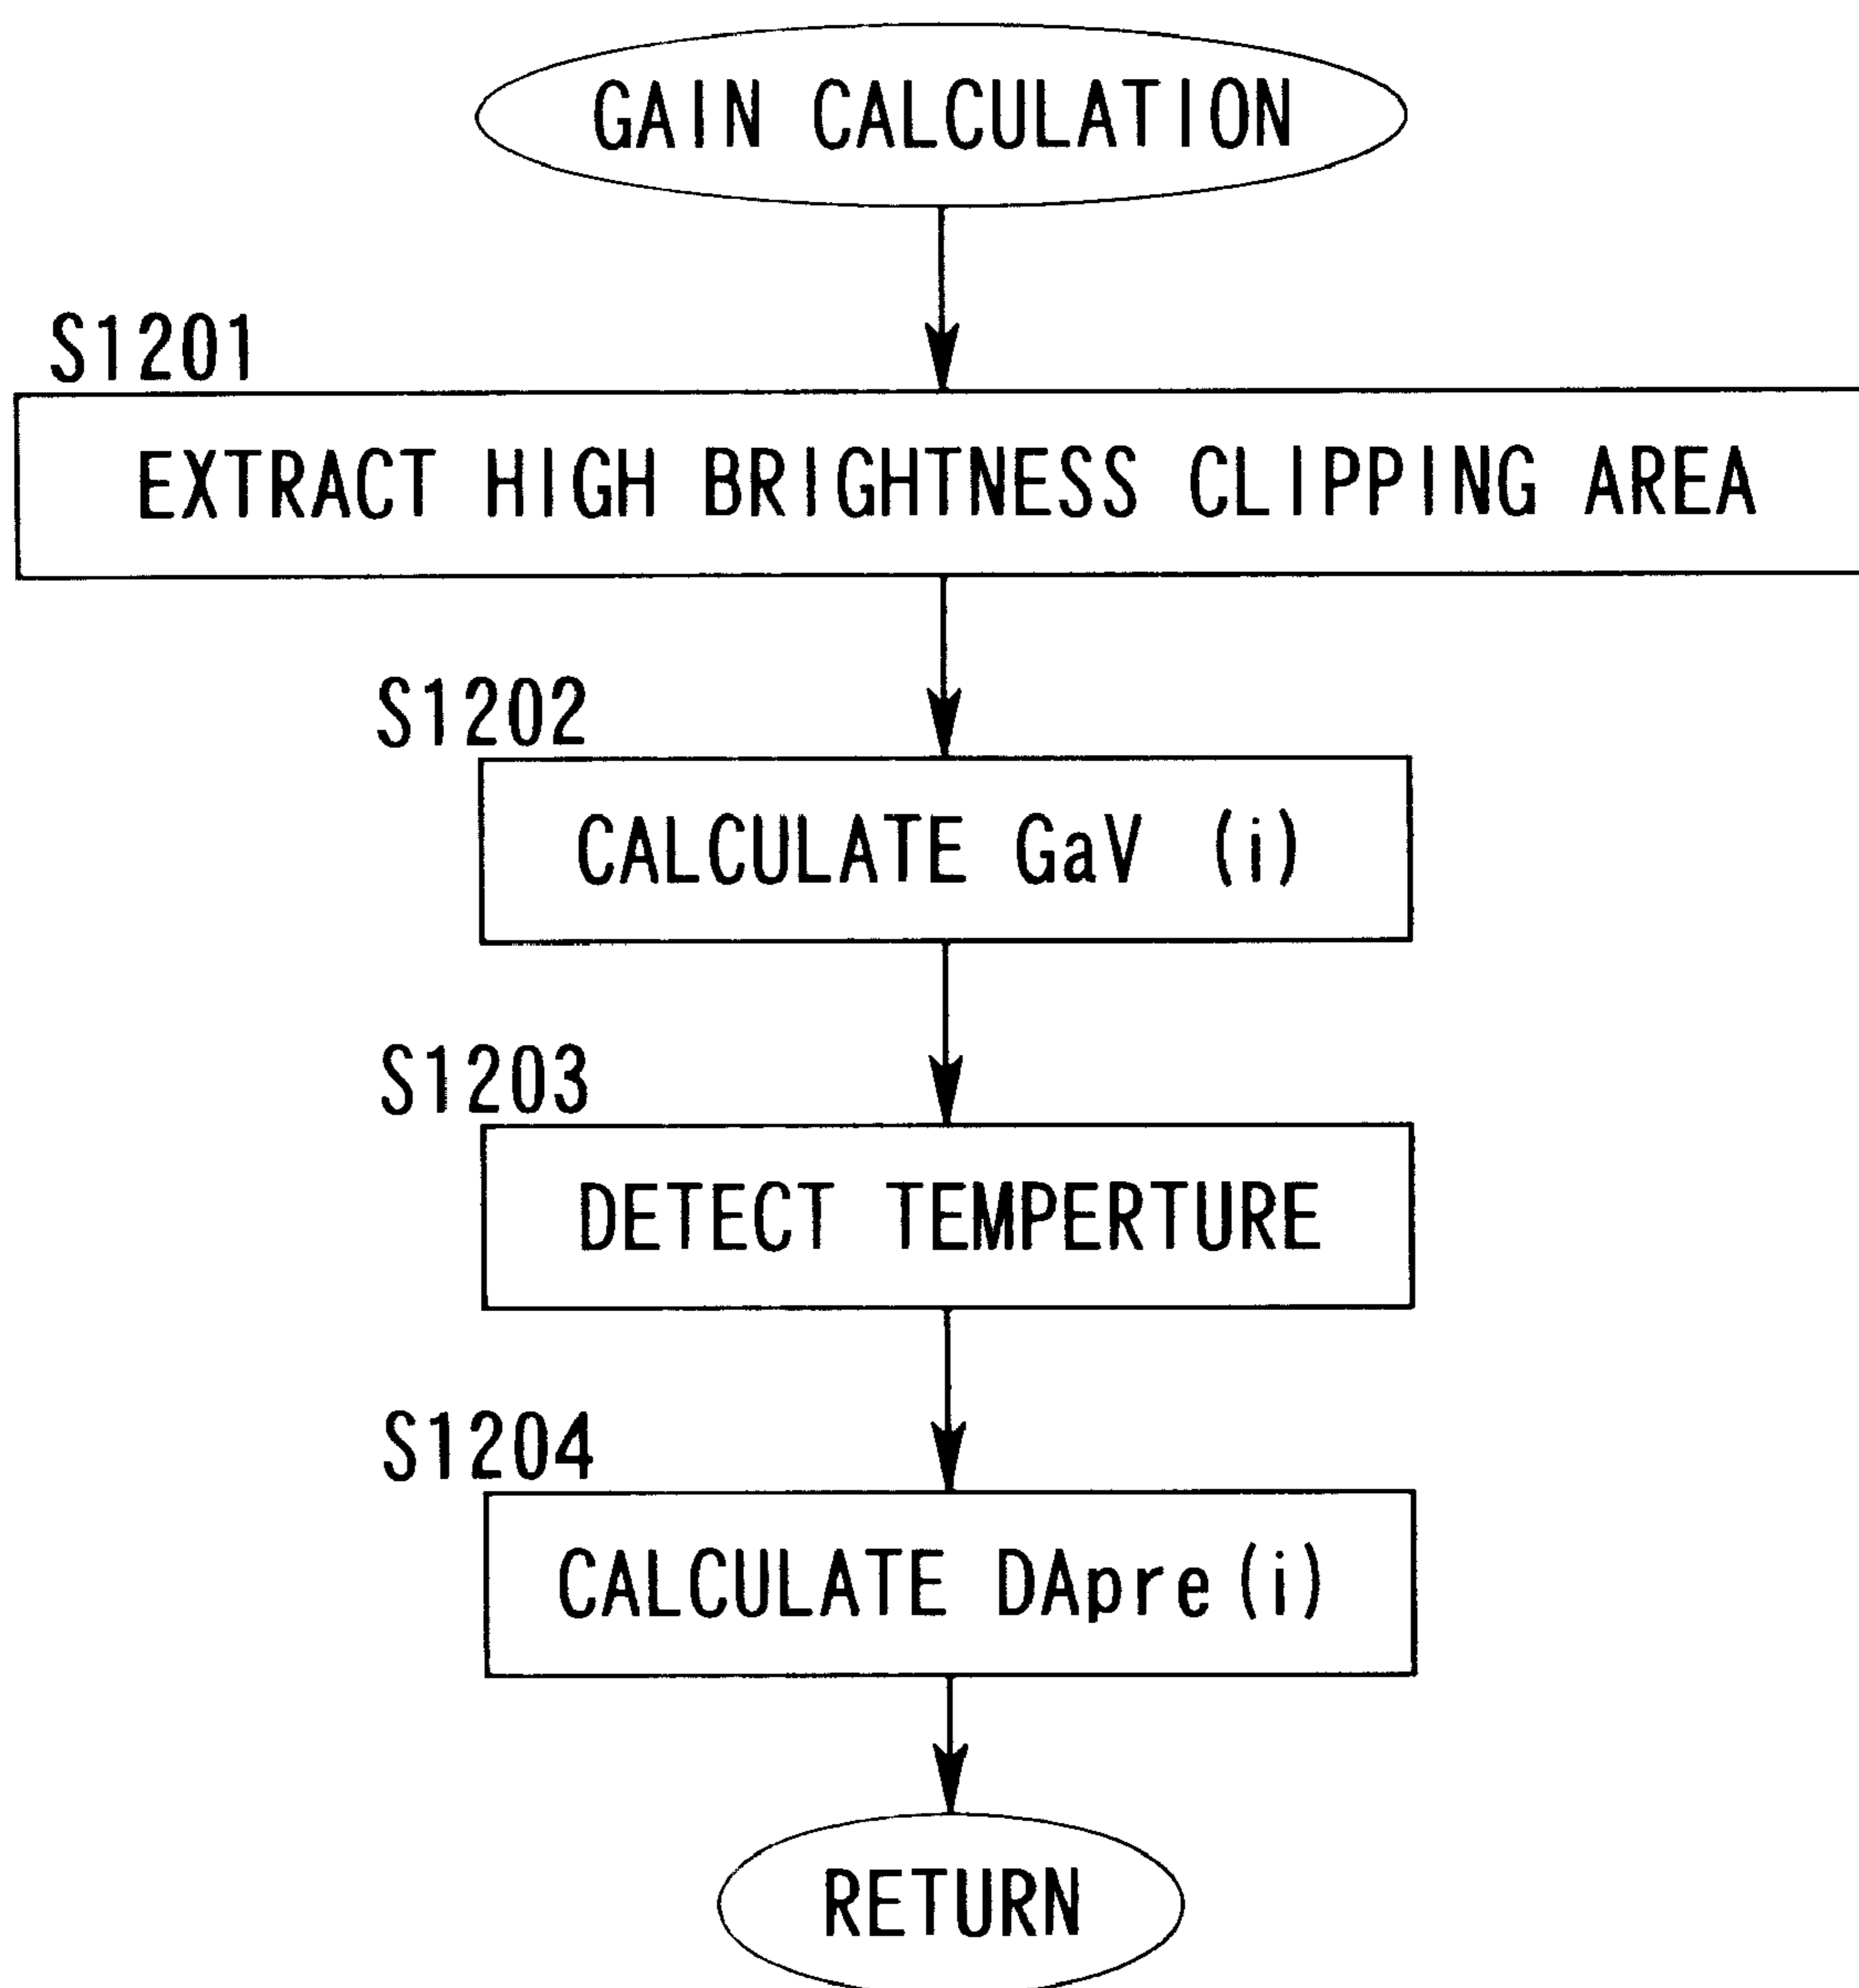 GAIN CALCULATION
S1201
EXTRACT HIGH BRIGHTNESS CLIPPING AREA
S1202
CALCULATE GaV (i)
S1203
DETECT TEMPERTURE
S1204
CALCULATE DApre(i)
RETURN